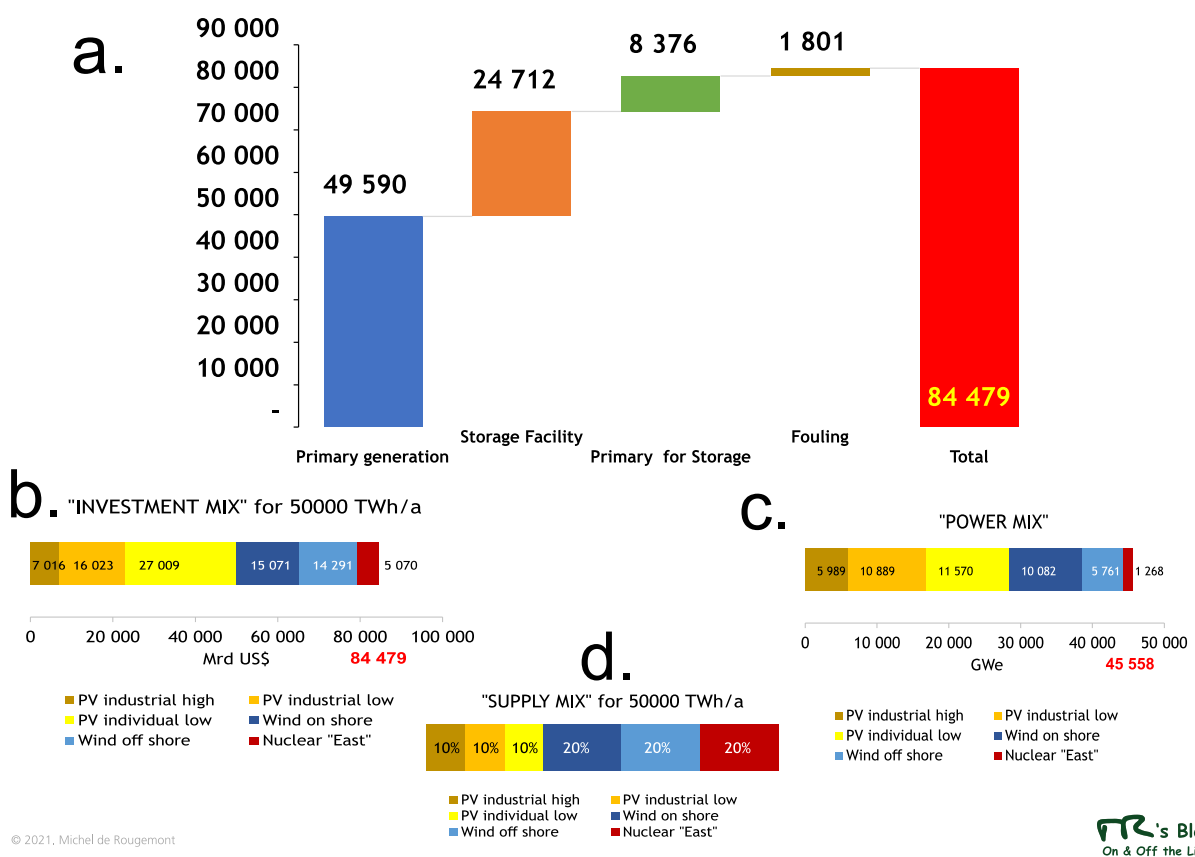 a.
90 000
80 000
70 000
60 000
50 000
40 000
30 000
20 000
10 000
-
49 590
24 712
8 376
1 801
84 479
Primary generation
Storage Facility
Primary for Storage
Fouling
Total
b.
"INVESTMENT MIX" for 50000 TWh/a
7 016 16 023 27 009 15 071 14 291 5 070
0 20 000 40 000 60 000 80 000 100 000
Mrd US$ 84 479
PV industrial high PV industrial low
PV individual low Wind on shore
Wind off shore Nuclear "East"
c.
"POWER MIX"
5 989 10 889 11 570 10 082 5 761 1 268
0 10 000 20 000 30 000 40 000 50 000
GWe 45 558
PV industrial high PV industrial low
PV individual low Wind on shore
Wind off shore Nuclear "East"
d.
"SUPPLY MIX" for 50000 TWh/a
10% 10% 10% 20% 20% 20%
PV industrial high PV industrial low
PV individual low Wind on shore
Wind off shore Nuclear "East"
© 2021, Michel de Rougemont
's Blo
On & Off the Li